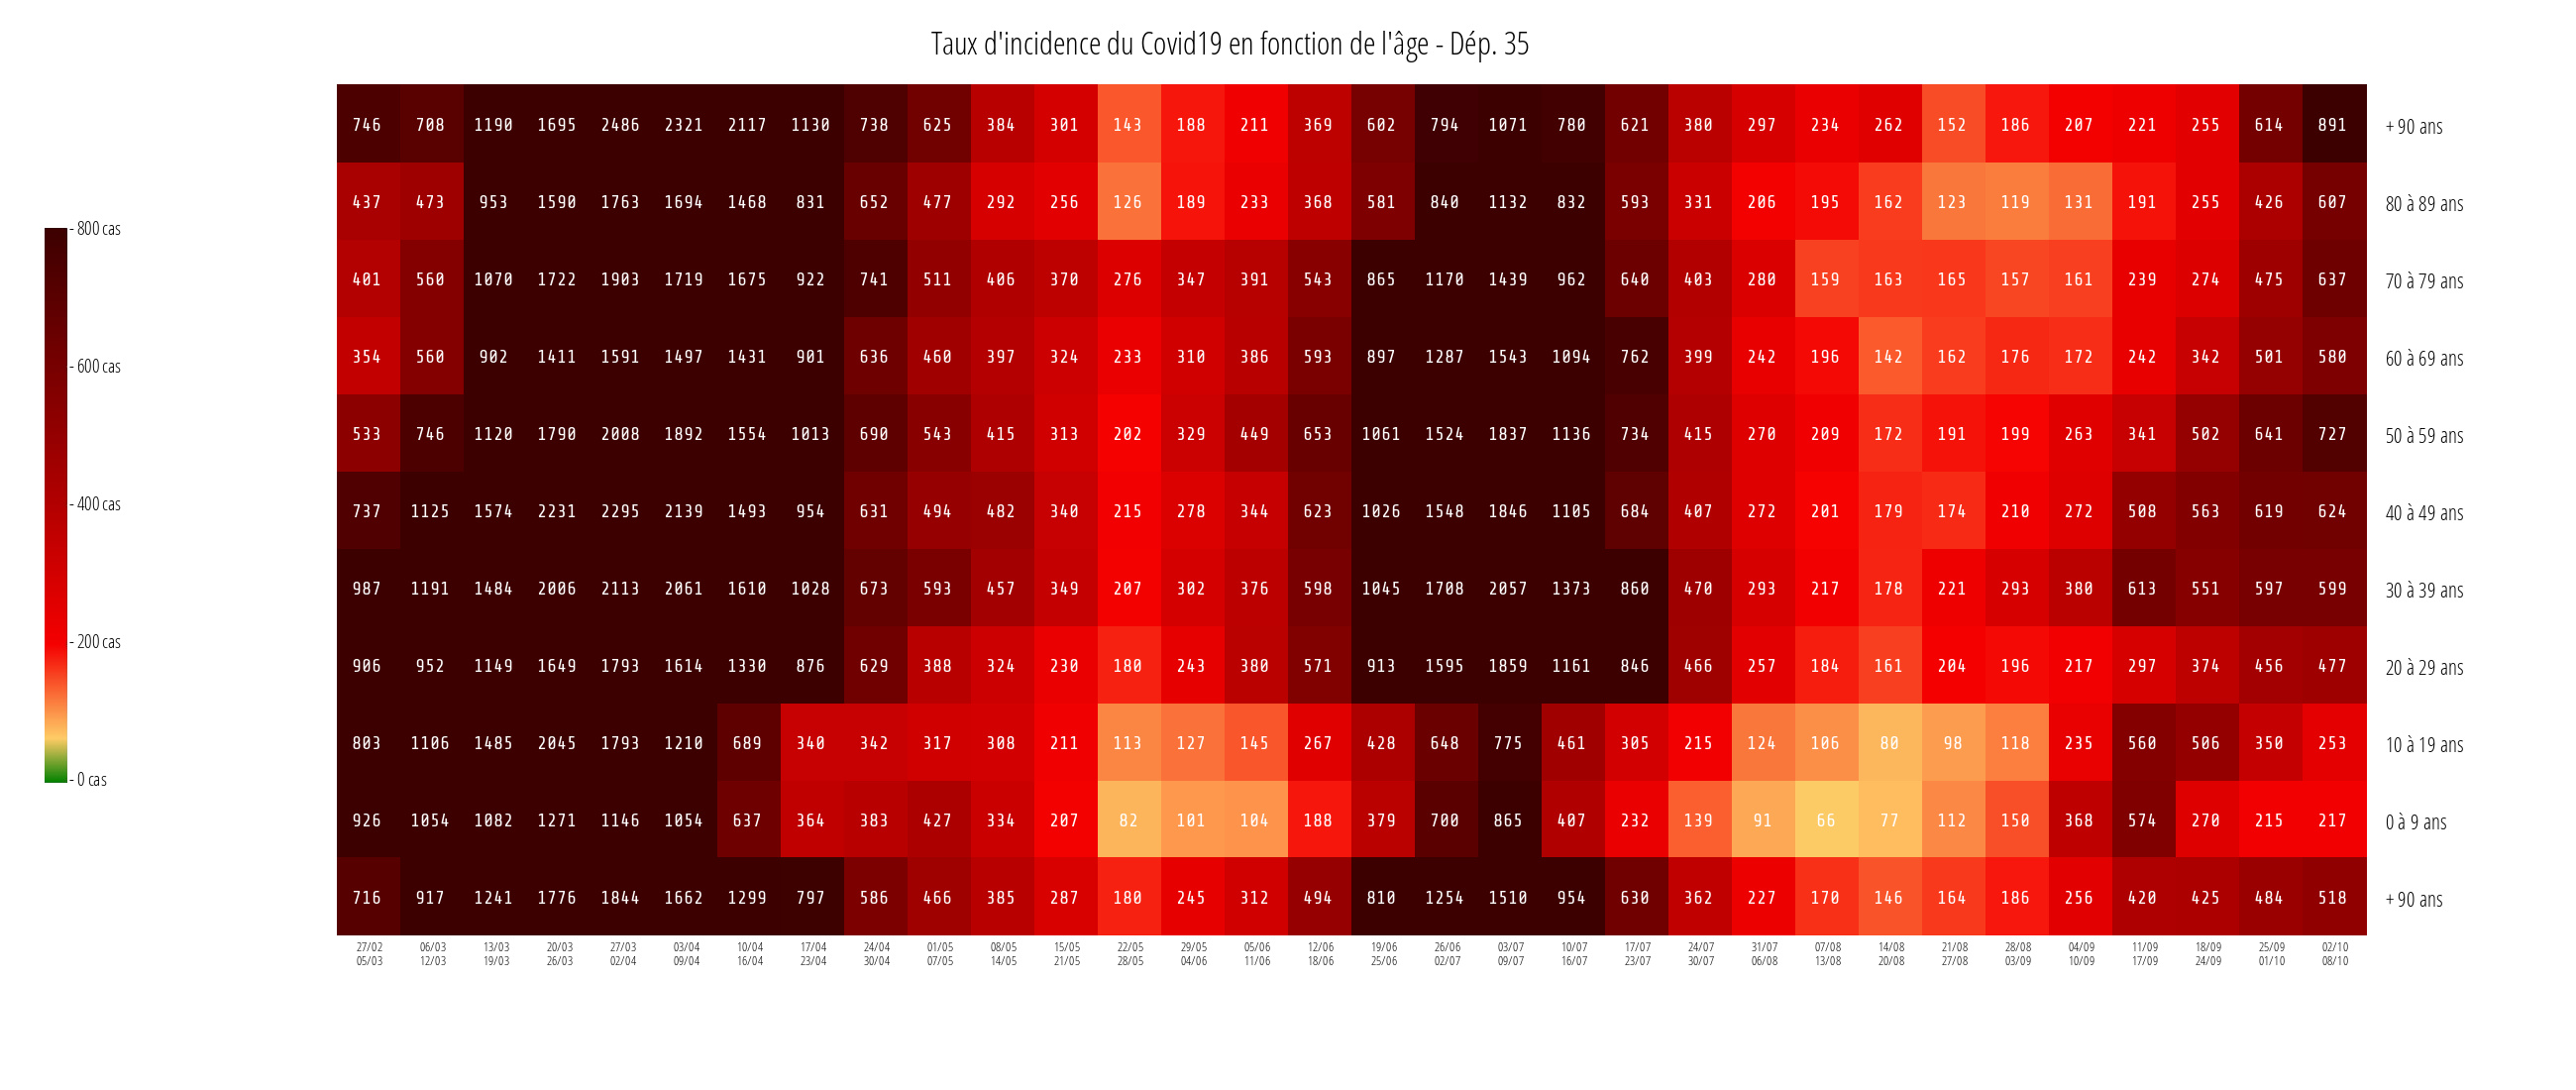 Taux d'incidence du Covid19 en fonction de l'âge - Dép. 35
- 800 cas
- 600 cas
- 400 cas
- 200 cas
- 0 cas
746 708 1190 1695 2486 2321 2117 1130 738 625 384 301 143 188 211 369 602 794 1071 780 621 380 297 234 262 152 186 207 221 255 614 891 + 90 ans
437 473 953 1590 1763 1694 1468 831 652 477 292 256 126 189 233 368 581 840 1132 832 593 331 206 195 162 123 119 131 191 255 426 607 80 à 89 ans
401 560 1070 1722 1903 1719 1675 922 741 511 406 370 276 347 391 543 865 1170 1439 962 640 403 280 159 163 165 157 161 239 274 475 637 70 à 79 ans
354 560 902 1411 1591 1497 1431 901 636 460 397 324 233 310 386 593 897 1287 1543 1094 762 399 242 196 142 162 176 172 242 342 501 580 60 à 69 ans
533 746 1120 1790 2008 1892 1554 1013 690 543 415 313 202 329 449 653 1061 1524 1837 1136 734 415 270 209 172 191 199 263 341 502 641 727 50 à 59 ans
737 1125 1574 2231 2295 2139 1493 954 631 494 482 340 215 278 344 623 1026 1548 1846 1105 684 407 272 201 179 174 210 272 508 563 619 624 40 à 49 ans
987 1191 1484 2006 2113 2061 1610 1028 673 593 457 349 207 302 376 598 1045 1708 2057 1373 860 470 293 217 178 221 293 380 613 551 597 599 30 à 39 ans
906 952 1149 1649 1793 1614 1330 876 629 388 324 230 180 243 380 571 913 1595 1859 1161 846 466 257 184 161 204 196 217 297 374 456 477 20 à 29 ans
803 1106 1485 2045 1793 1210 689 340 342 317 308 211 113 127 145 267 428 648 775 461 305 215 124 106 80 98 118 235 560 506 350 253 10 à 19 ans
926 1054 1082 1271 1146 1054 637 364 383 427 334 207 82 101 104 188 379 700 865 407 232 139 91 66 77 112 150 368 574 270 215 217 0 à 9 ans
716 917 1241 1776 1844 1662 1299 797 586 466 385 287 180 245 312 494 810 1254 1510 954 630 362 227 170 146 164 186 256 420 425 484 518 + 90 ans
27/02 06/03 13/03 20/03 27/03 03/04 10/04 17/04 24/04 01/05 08/05 15/05 22/05 29/05 05/06 12/06 19/06 26/06 03/07 10/07 17/07 24/07 31/07 07/08 14/08 21/08 28/08 04/09 11/09 18/09 25/09 02/10
05/03 12/03 19/03 26/03 02/04 09/04 16/04 23/04 30/04 07/05 14/05 21/05 28/05 04/06 11/06 18/06 25/06 02/07 09/07 16/07 23/07 30/07 06/08 13/08 20/08 27/08 03/09 10/09 17/09 24/09 01/10 08/10